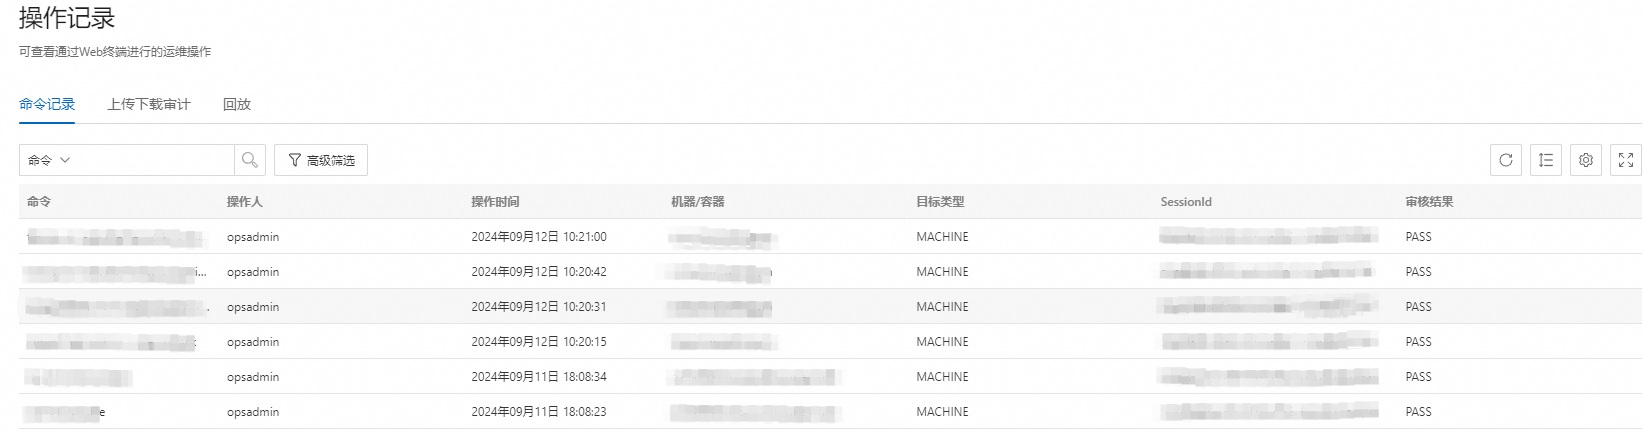 操作记录
可查看通过Web终端进行的运维操作
命令记录 上传下载审计 回放
命令 高级筛选
命令 操作人 操作时间 机器/容器 目标类型 SessionId 审核结果
opsadmin 2024年09月12日 10:21:00 MACHINE PASS
opsadmin 2024年09月12日 10:20:42 MACHINE PASS
opsadmin 2024年09月12日 10:20:31 MACHINE PASS
opsadmin 2024年09月12日 10:20:15 MACHINE PASS
opsadmin 2024年09月11日 18:08:34 MACHINE PASS
opsadmin 2024年09月11日 18:08:23 MACHINE PASS